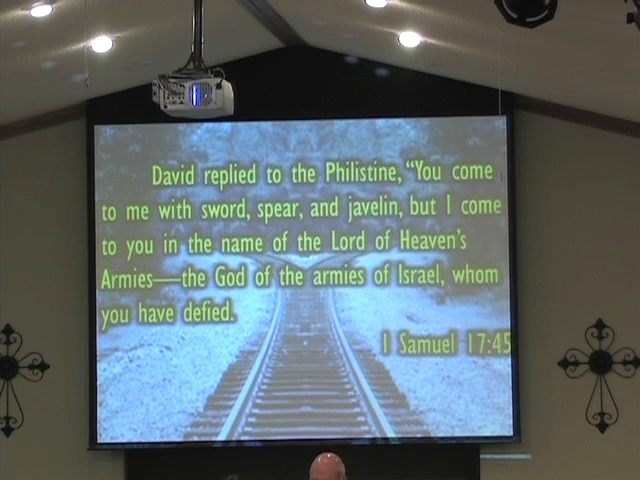 David replied to the Philistine, “You come
to me with sword, spear, and javelin, but I come
to you in the name of the Lord of Heaven's
Armies—the God of the armies of Israel, whom
you have defied.
I Samuel 17:45